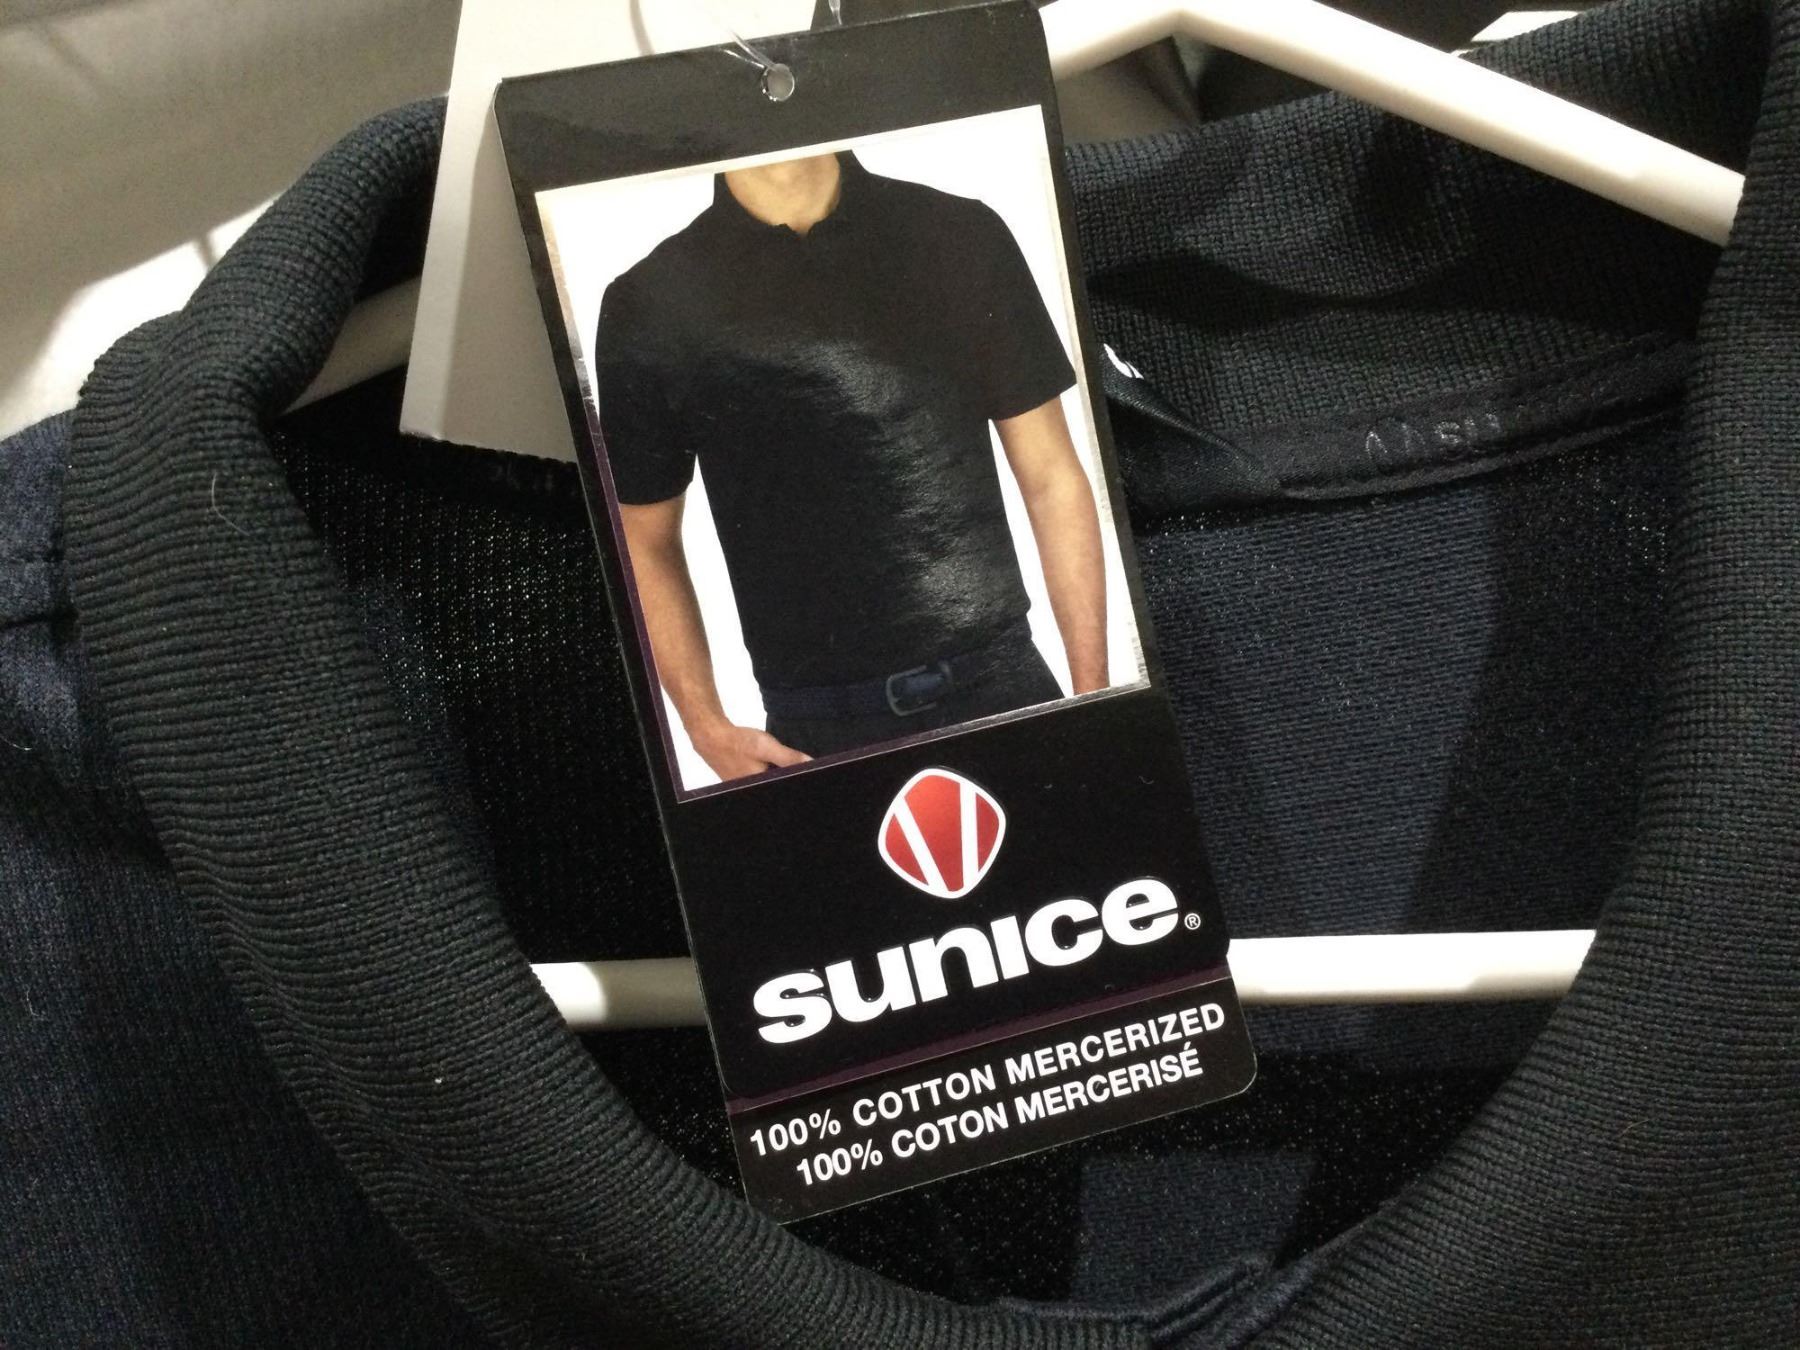 sunice®
100% COTTON MERCERIZED
100% COTON MERCERISÉ